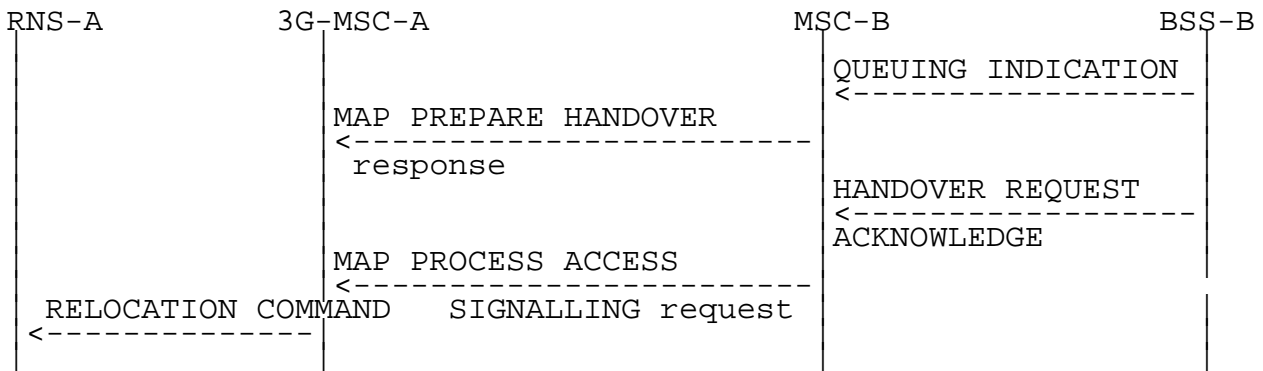 RNS-A 3G-MSC-A MSC-B BSS-B
QUEUING INDICATION
MAP PREPARE HANDOVER
response
HANDOVER REQUEST
ACKNOWLEDGE
MAP PROCESS ACCESS
RELOCATION COMMAND SIGNALLING request